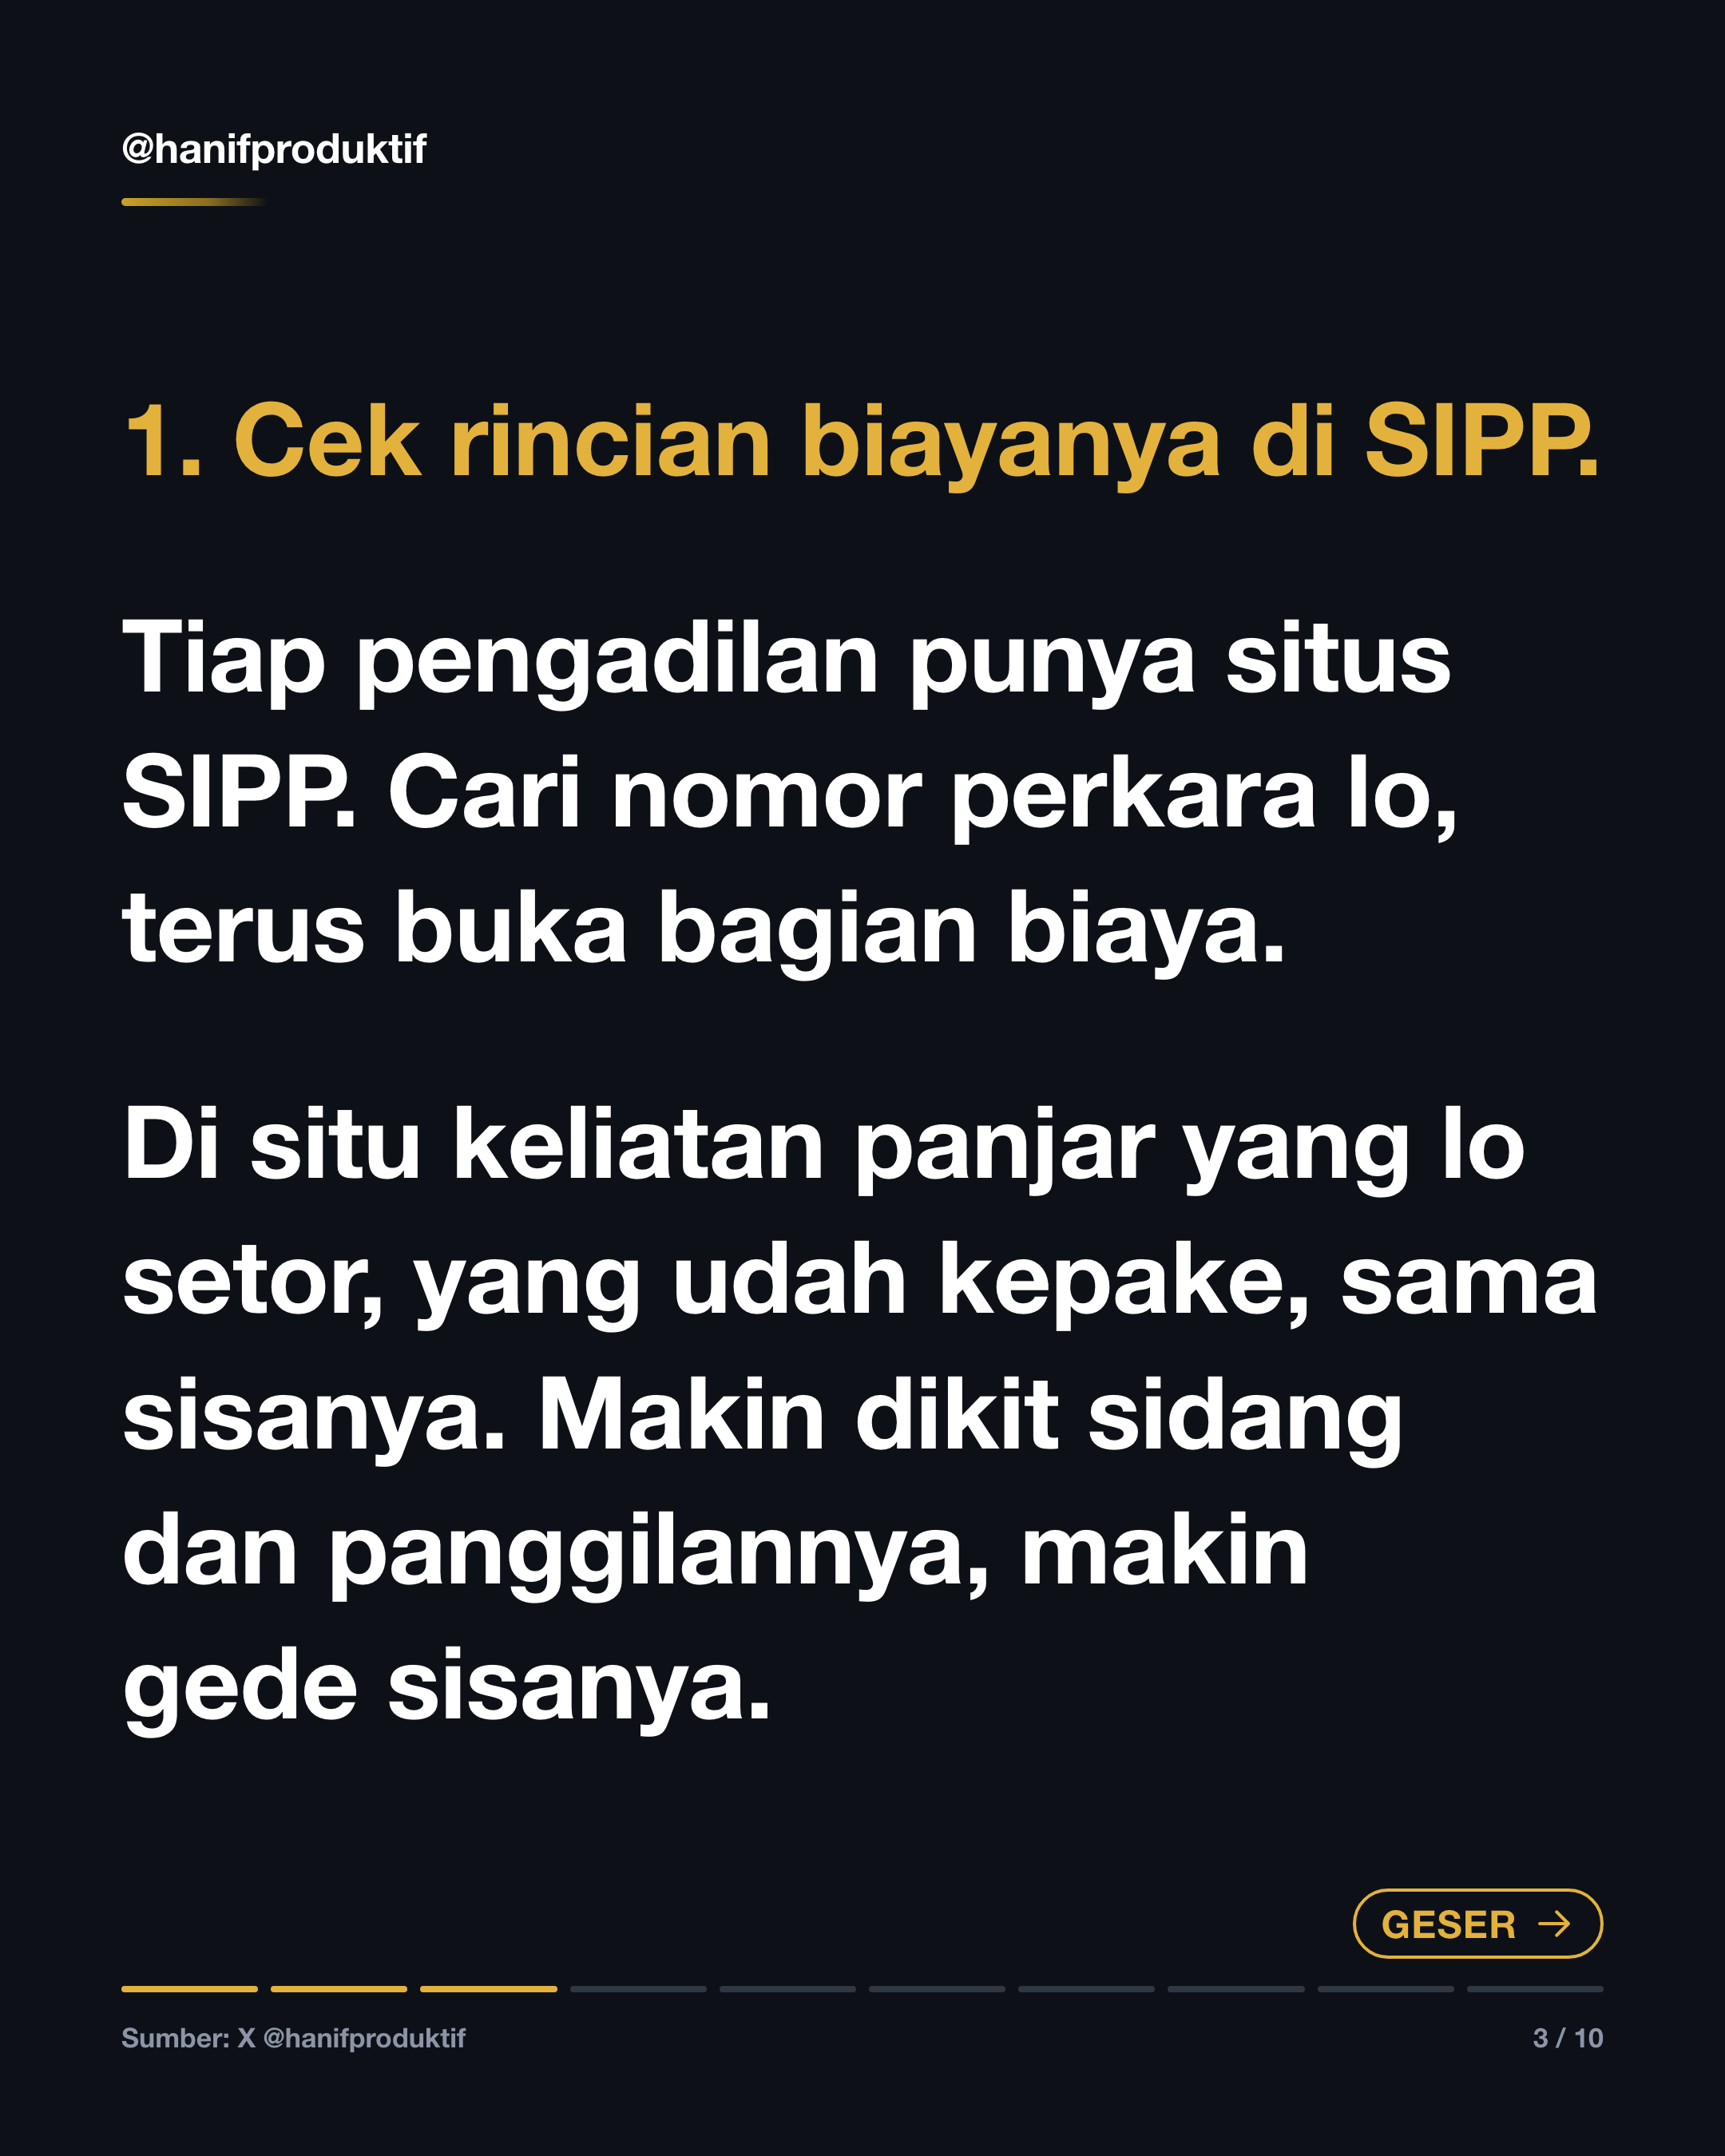 @hanifproduktif
1. Cek rincian biayanya di SIPP.
Tiap pengadilan punya situs
SIPP. Cari nomor perkara lo,
terus buka bagian biaya.
Di situ keliatan panjar yang lo
setor, yang udah kepake, sama
sisanya. Makin dikit sidang
dan panggilannya, makin
gede sisanya.
GESER →
Sumber: X @hanifproduktif
3 / 10